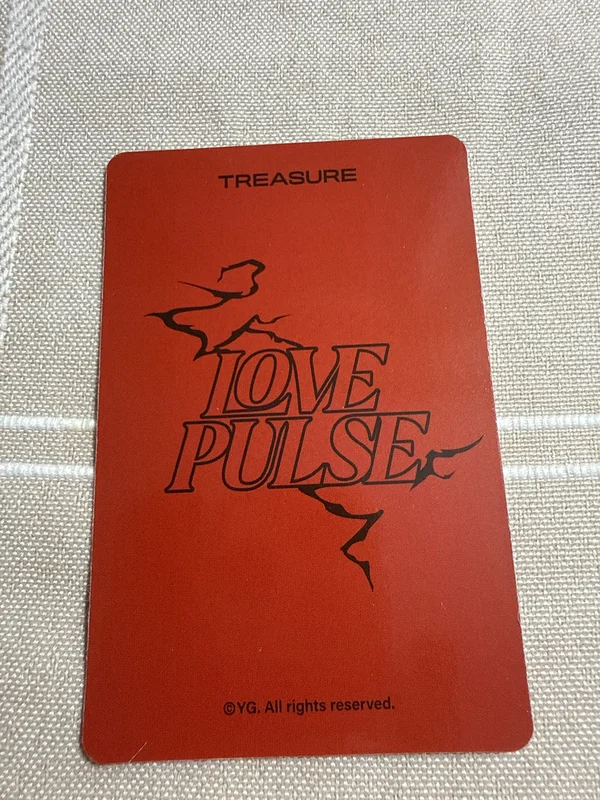 TREASURE
LOVE
PULSE
©YG. All rights reserved.